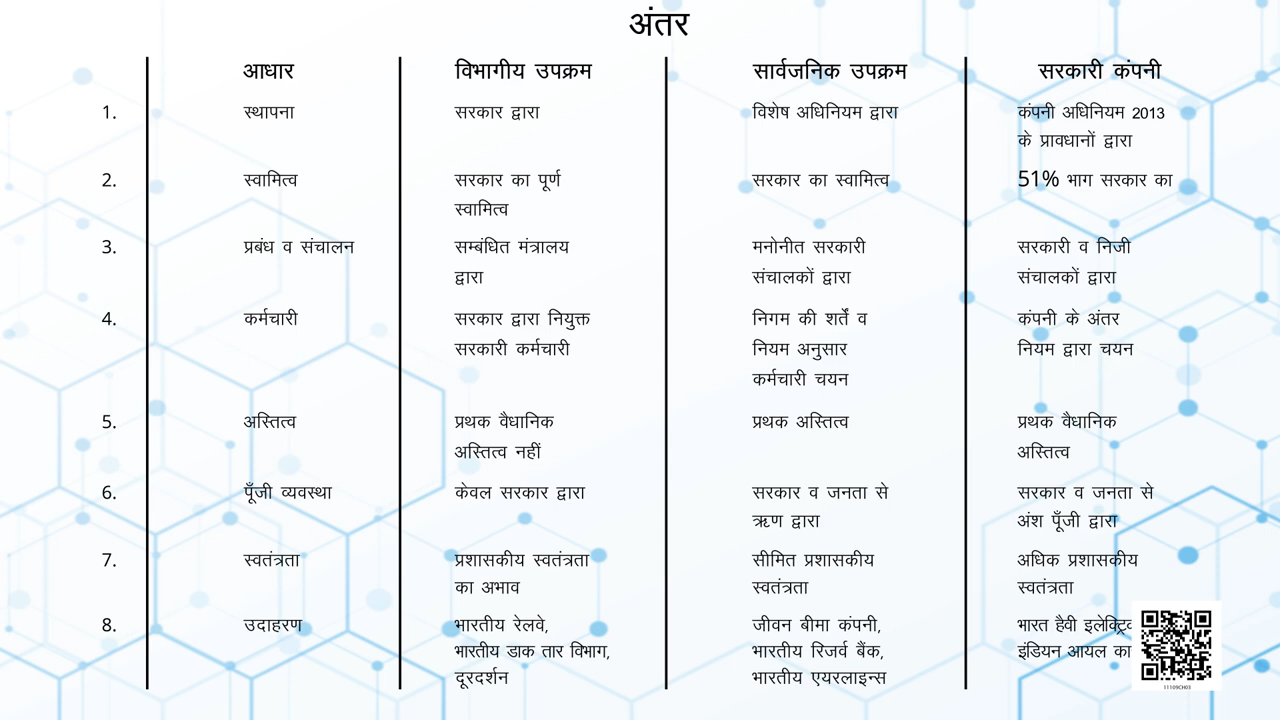 अंतर
आधार विभागीय उपक्रम सार्वजनिक उपक्रम सरकारी कंपनी
1. स्थापना सरकार द्वारा विशेष अधिनियम द्वारा कंपनी अधिनियम 2013
के प्रावधानों द्वारा
2. स्वामित्व सरकार का पूर्ण सरकार का स्वामित्व 51% भाग सरकार का
स्वामित्व
3. प्रबंध व संचालन सम्बंधित मंत्रालय मनोनीत सरकारी सरकारी व निजी
द्वारा संचालकों द्वारा संचालकों द्वारा
4. कर्मचारी सरकार द्वारा नियुक्त निगम की शर्तें व कंपनी के अंतर
सरकारी कर्मचारी नियम अनुसार नियम द्वारा चयन
कर्मचारी चयन
5. अस्तित्व प्रथक वैधानिक प्रथक अस्तित्व प्रथक वैधानिक
अस्तित्व नहीं अस्तित्व
6. पूँजी व्यवस्था केवल सरकार द्वारा सरकार व जनता से सरकार व जनता से
ऋण द्वारा अंश पूँजी द्वारा
7. स्वतंत्रता प्रशासकीय स्वतंत्रता सीमित प्रशासकीय अधिक प्रशासकीय
का अभाव स्वतंत्रता स्वतंत्रता
8. उदाहरण भारतीय रेलवे, जीवन बीमा कंपनी, भारत हैवी
भारतीय डाक तार विभाग, भारतीय रिजर्व बैंक, इंडियन आयल
दूरदर्शन भारतीय एयरलाइन्स
11109CH03